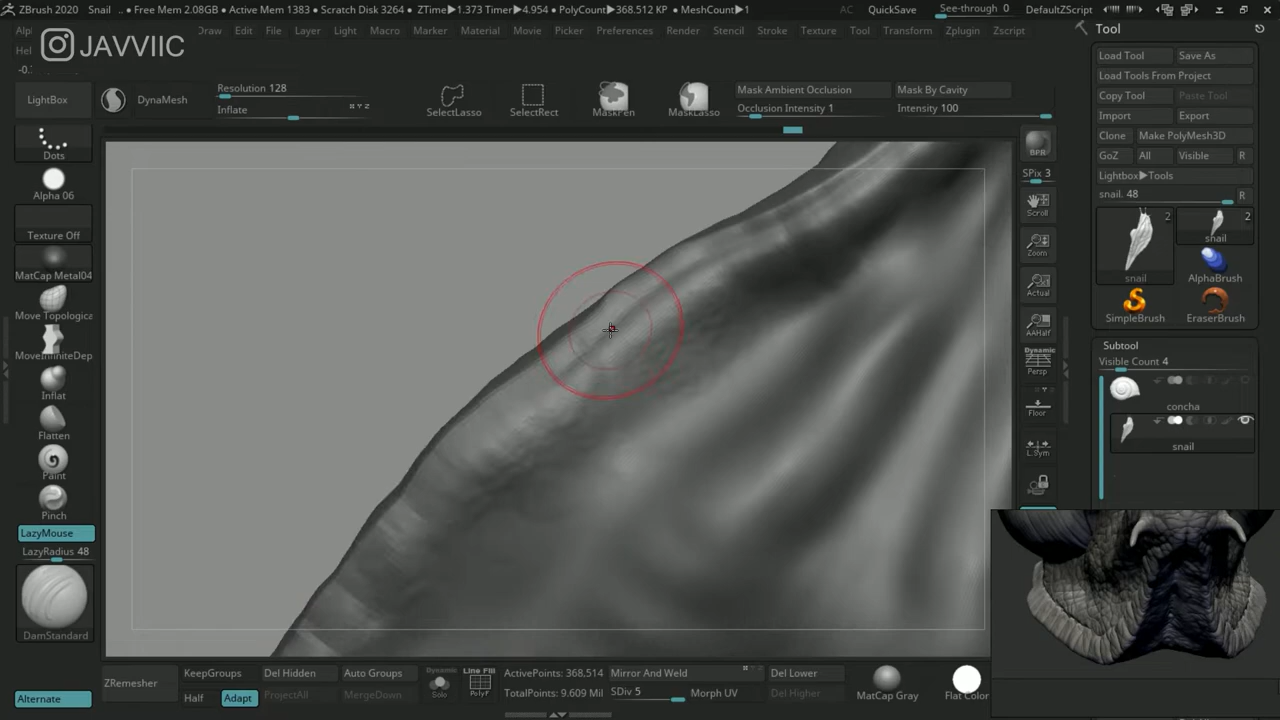 ZBrush 2020 Snail .. • Free Mem 2.08GB • Active Mem 1383 • Scratch Disk 3264 • ZTime▶1.373 Timer▶4.954 • PolyCount▶368.512 KP • MeshCount▶1 AC QuickSave See-through 0 DefaultZScript
JAVVIIC
Draw Edit File Layer Light Macro Marker Material Movie Picker Preferences Render Stencil Stroke Texture Tool Transform Zplugin Zscript
LightBox
DynaMesh
Resolution 128
Inflate
SelectLasso
SelectRect
MaskPen
MaskLasso
Mask Ambient Occlusion
Occlusion Intensity 1
Mask By Cavity
Intensity 100
Dots
Alpha 06
Texture Off
MatCap Metal04
Move Topologica
MoveInfiniteDep
Inflat
Flatten
Paint
Pinch
LazyMouse
LazyRadius 48
DamStandard
Alternate
BPR
SPix 3
Scroll
Zoom
Actual
AAHalf
Dynamic
Persp
Floor
L.Sym
Tool
Load Tool Save As
Load Tools From Project
Copy Tool Paste Tool
Import Export
Clone Make PolyMesh3D
GoZ All Visible R
Lightbox▶Tools
snail. 48 R
2
snail
2
snail
AlphaBrush
SimpleBrush
EraserBrush
Subtool
Visible Count 4
concha
snail
ZRemesher
KeepGroups
Half Adapt
Del Hidden
ProjectAll
Auto Groups
MergeDown
Dynamic
Solo
Line Fill
PolyF
ActivePoints: 368,514
TotalPoints: 9.609 Mil
Mirror And Weld
SDiv 5 Morph UV
Del Lower
Del Higher
MatCap Gray
Flat Color